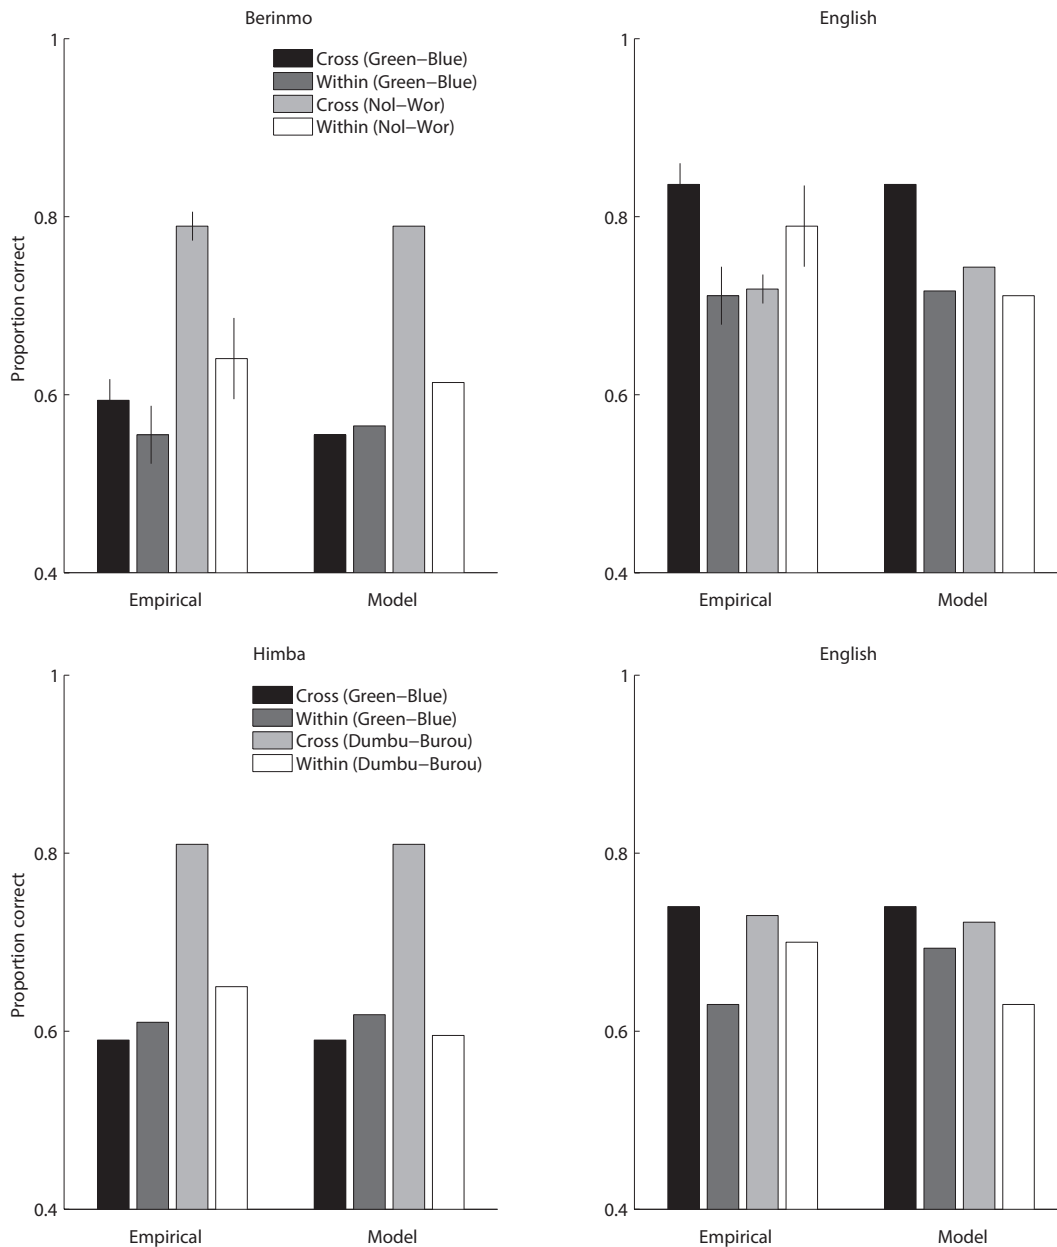 Berinmo
English
1
Cross (Green−Blue)
Within (Green−Blue)
Cross (Nol−Wor)
Within (Nol−Wor)
0.8
0.6
0.4
Proportion correct
Empirical
Model
1
0.8
0.6
0.4
Empirical
Model
Himba
English
1
Cross (Green−Blue)
Within (Green−Blue)
Cross (Dumbu−Burou)
Within (Dumbu−Burou)
0.8
0.6
0.4
Proportion correct
Empirical
Model
1
0.8
0.6
0.4
Empirical
Model